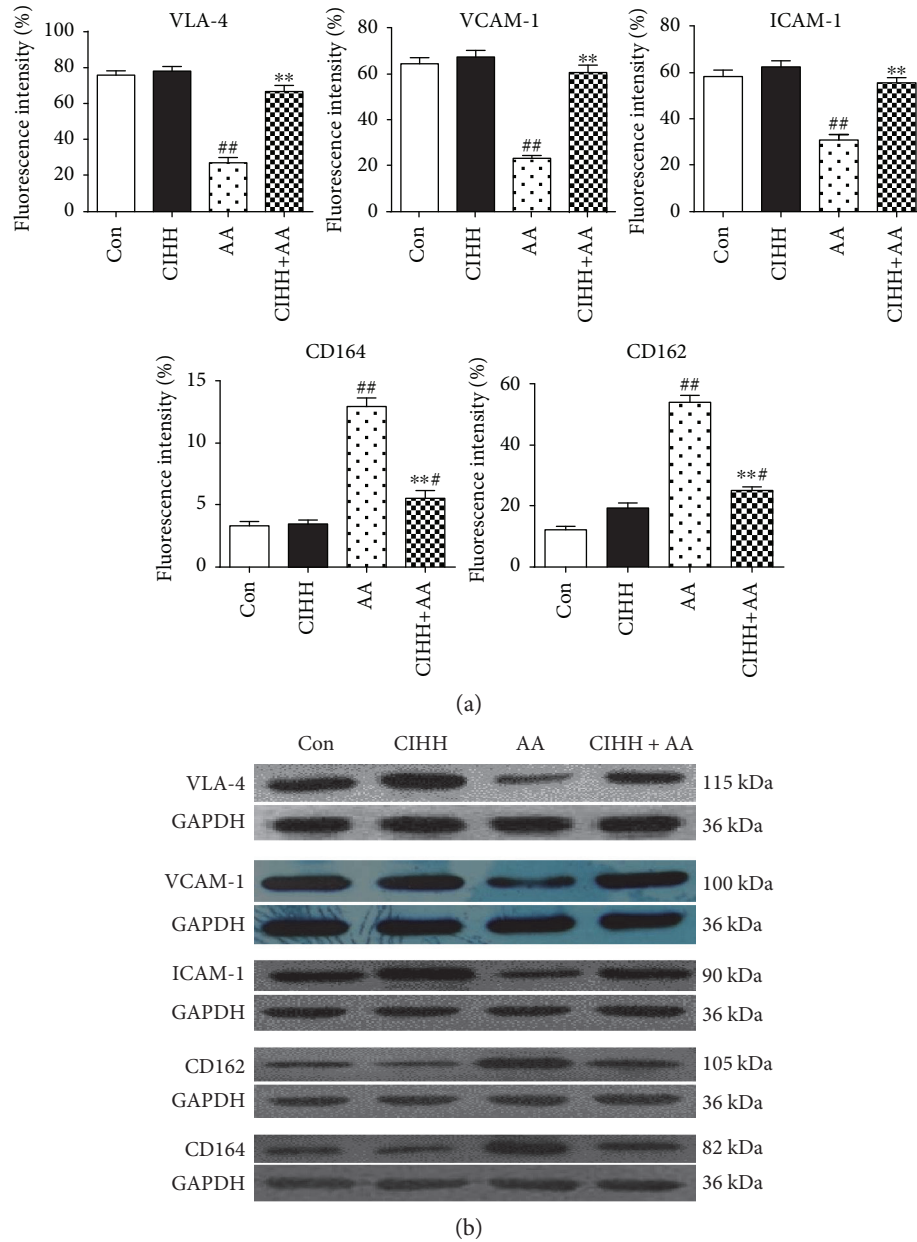 VLA-4
Fluorescence intensity (%)
100
80
60
40
20
0
##
**
Con
CIHH
AA
CIHH+AA
VCAM-1
Fluorescence intensity (%)
80
60
40
20
0
##
**
Con
CIHH
AA
CIHH+AA
ICAM-1
Fluorescence intensity (%)
80
60
40
20
0
##
**
Con
CIHH
AA
CIHH+AA
CD164
Fluorescence intensity (%)
15
10
5
0
##
**#
Con
CIHH
AA
CIHH+AA
CD162
Fluorescence intensity (%)
60
40
20
0
##
**#
Con
CIHH
AA
CIHH+AA
(a)
Con CIHH AA CIHH + AA
VLA-4 115 kDa
GAPDH 36 kDa
VCAM-1 100 kDa
GAPDH 36 kDa
ICAM-1 90 kDa
GAPDH 36 kDa
CD162 105 kDa
GAPDH 36 kDa
CD164 82 kDa
GAPDH 36 kDa
(b)